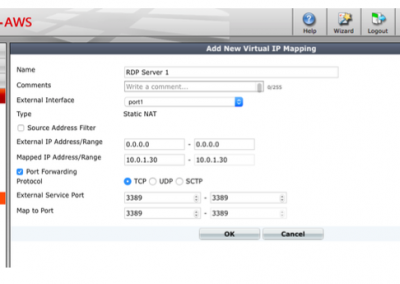 -AWS
Help Wizard Logout
Add New Virtual IP Mapping
Name RDP Server 1
Comments Write a comment... 0/255
External Interface port1
Type Static NAT
Source Address Filter
External IP Address/Range 0.0.0.0 - 0.0.0.0
Mapped IP Address/Range 10.0.1.30 - 10.0.1.30
Port Forwarding
Protocol TCP UDP SCTP
External Service Port 3389 - 3389
Map to Port 3389 - 3389
OK Cancel